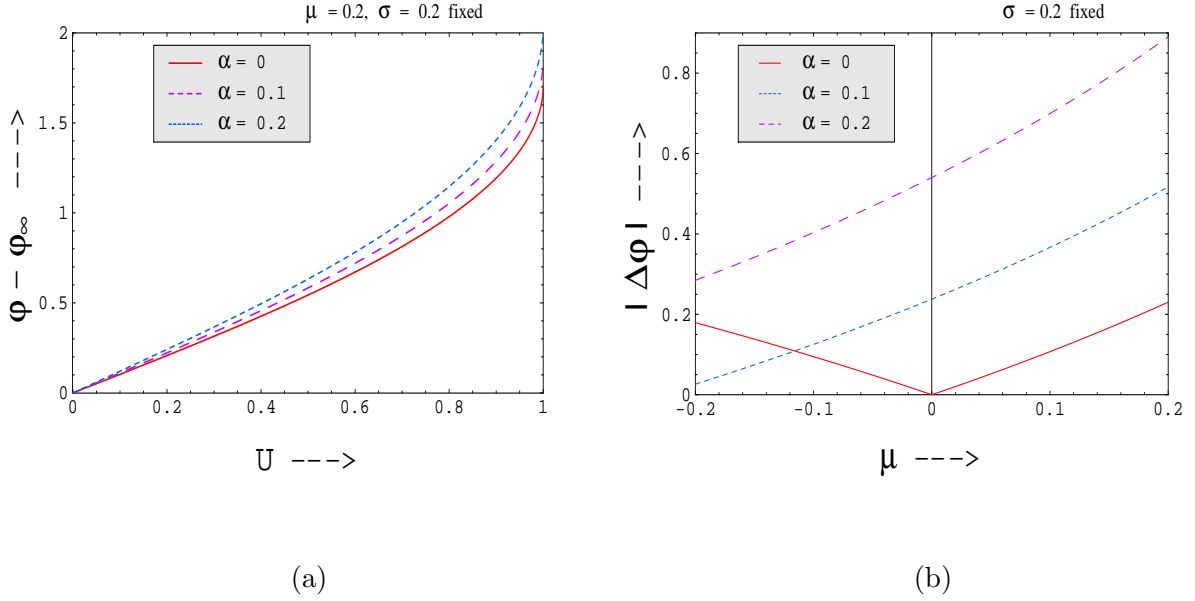 μ = 0.2, σ = 0.2 fixed
2
1.5
1
0.5
0
φ − φ∞ --->
α = 0
α = 0.1
α = 0.2
0
0.2
0.4
0.6
0.8
1
U --->
(a)
σ = 0.2 fixed
0.8
0.6
0.4
0.2
0
| Δφ | --->
α = 0
α = 0.1
α = 0.2
-0.2
-0.1
0
0.1
0.2
μ --->
(b)